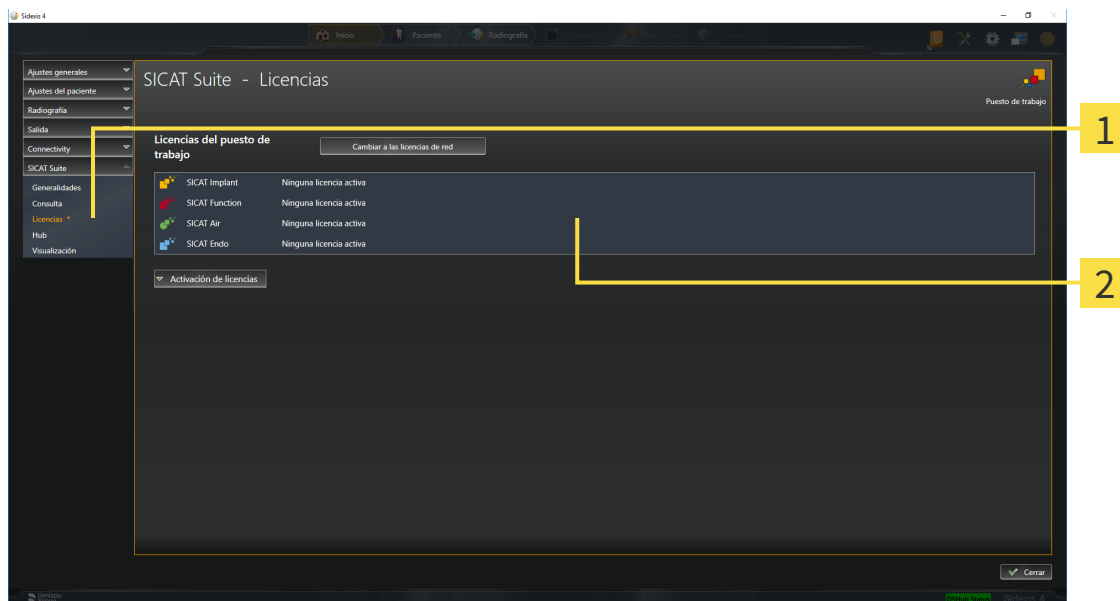 Sidexis 4
Inicio
Paciente
Radiografía
Ajustes generales
Ajustes del paciente
Radiografía
Salida
Connectivity
SICAT Suite
Generalidades
Consulta
Licencias *
Hub
Visualización
SICAT Suite - Licencias
Puesto de trabajo
Licencias del puesto de
trabajo
Cambiar a las licencias de red
SICAT Implant Ninguna licencia activa
SICAT Function Ninguna licencia activa
SICAT Air Ninguna licencia activa
SICAT Endo Ninguna licencia activa
Activación de licencias
1
2
Cerrar
Dentsply
Sirona
Sidexis 4